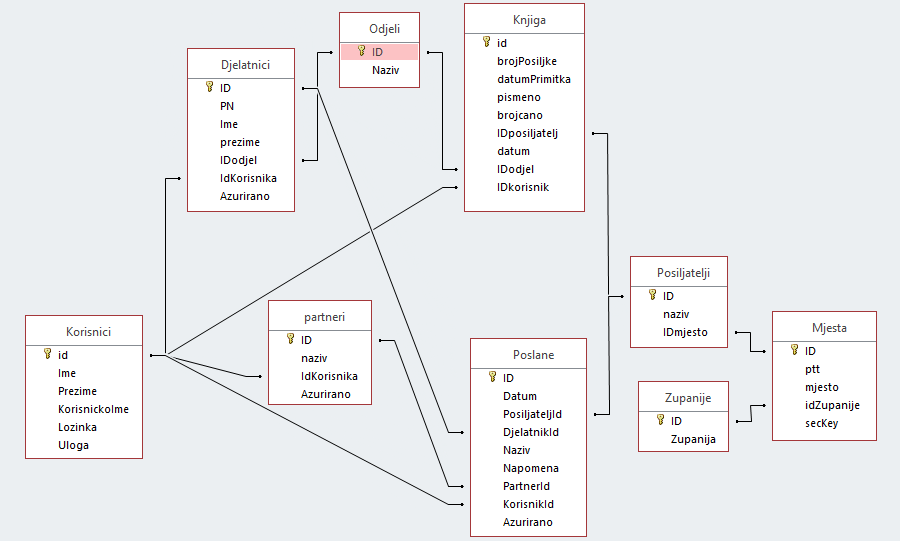 Odjeli
ID
Naziv
Knjiga
id
brojPosiljke
datumPrimitka
pismeno
brojcano
IDposiljatelj
datum
IDodjel
IDkorisnik
Djelatnici
ID
PN
Ime
prezime
IDodjel
IdKorisnika
Azurirano
Korisnici
id
Ime
Prezime
KorisnickoIme
Lozinka
Uloga
partneri
ID
naziv
IdKorisnika
Azurirano
Poslane
ID
Datum
PosiljateljId
DjelatnikId
Naziv
Napomena
PartnerId
KorisnikId
Azurirano
Posiljatelji
ID
naziv
IDmjesto
Zupanije
ID
Zupanija
Mjesta
ID
ptt
mjesto
idZupanije
secKey